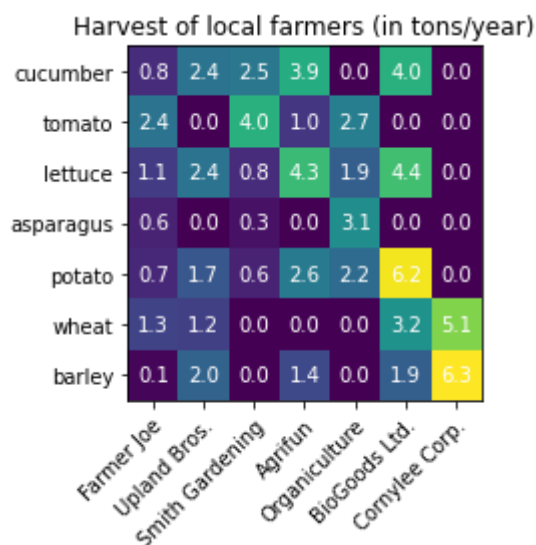 Harvest of local farmers (in tons/year)
cucumber 0.8 2.4 2.5 3.9 0.0 4.0 0.0
tomato 2.4 0.0 4.0 1.0 2.7 0.0 0.0
lettuce 1.1 2.4 0.8 4.3 1.9 4.4 0.0
asparagus 0.6 0.0 0.3 0.0 3.1 0.0 0.0
potato 0.7 1.7 0.6 2.6 2.2 6.2 0.0
wheat 1.3 1.2 0.0 0.0 0.0 3.2 5.1
barley 0.1 2.0 0.0 1.4 0.0 1.9 6.3
Farmer Joe
Upland Bros.
Smith Gardening
Agrifun
Organiculture
BioGoods Ltd.
Cornylee Corp.